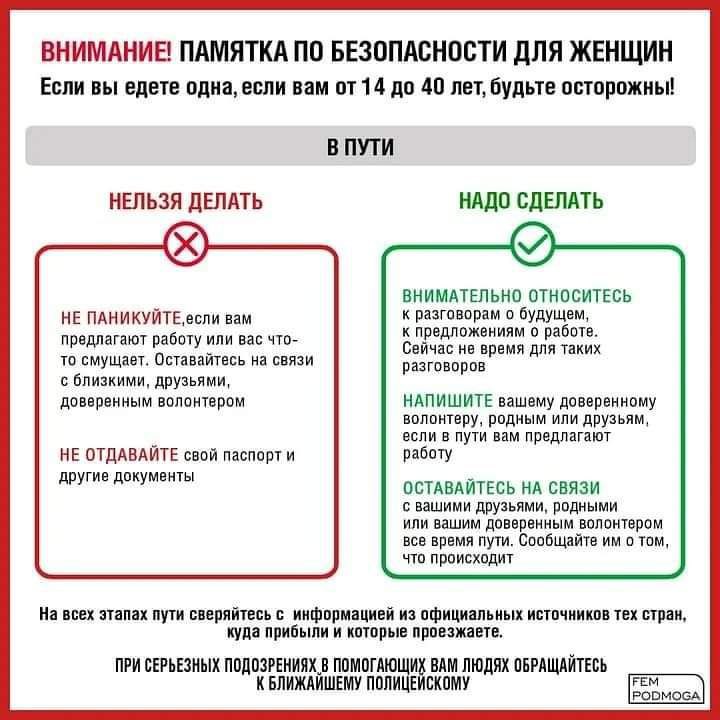 ВНИМАНИЕ! ПАМЯТКА ПО БЕЗОПАСНОСТИ ДЛЯ ЖЕНЩИН
Если вы едете одна, если вам от 14 до 40 лет, будьте осторожны!
В ПУТИ
НЕЛЬЗЯ ДЕЛАТЬ
НЕ ПАНИКУЙТЕ,если вам
предлагают работу или вас что-
то смущает. Оставайтесь на связи
с близкими, друзьями,
доверенным волонтером
НЕ ОТДАВАЙТЕ свой паспорт и
другие документы
НАДО СДЕЛАТЬ
ВНИМАТЕЛЬНО ОТНОСИТЕСЬ
к разговорам о будущем,
к предложениям о работе.
Сейчас не время для таких
разговоров
НАПИШИТЕ вашему доверенному
волонтеру, родным или друзьям,
если в пути вам предлагают
работу
ОСТАВАЙТЕСЬ НА СВЯЗИ
с вашими друзьями, родными
или вашим доверенным волонтером
все время пути. Сообщайте им о том,
что происходит
На всех этапах пути сверяйтесь с информацией из официальных источников тех стран,
куда прибыли и которые проезжаете.
ПРИ СЕРЬЕЗНЫХ ПОДОЗРЕНИЯХ В ПОМОГАЮЩИХ ВАМ ЛЮДЯХ ОБРАЩАЙТЕСЬ
К БЛИЖАЙШЕМУ ПОЛИЦЕЙСКОМУ
FEM
PODMOGA